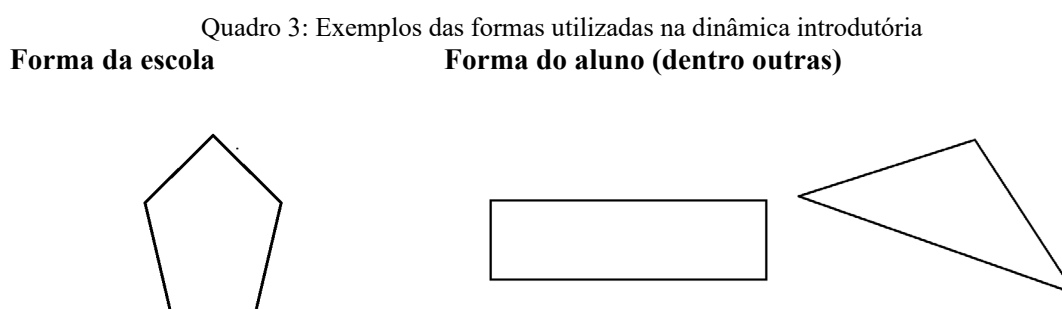 Quadro 3: Exemplos das formas utilizadas na dinâmica introdutória
Forma da escola Forma do aluno (dentro outras)